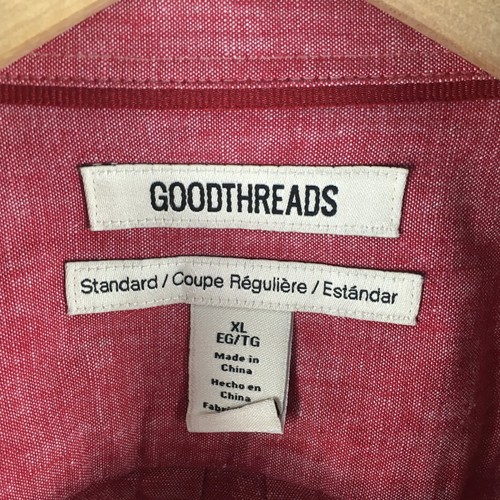 GOODTHREADS
Standard / Coupe Régulière / Estándar
XL
EG/TG
Made in
China
Hecho en
China